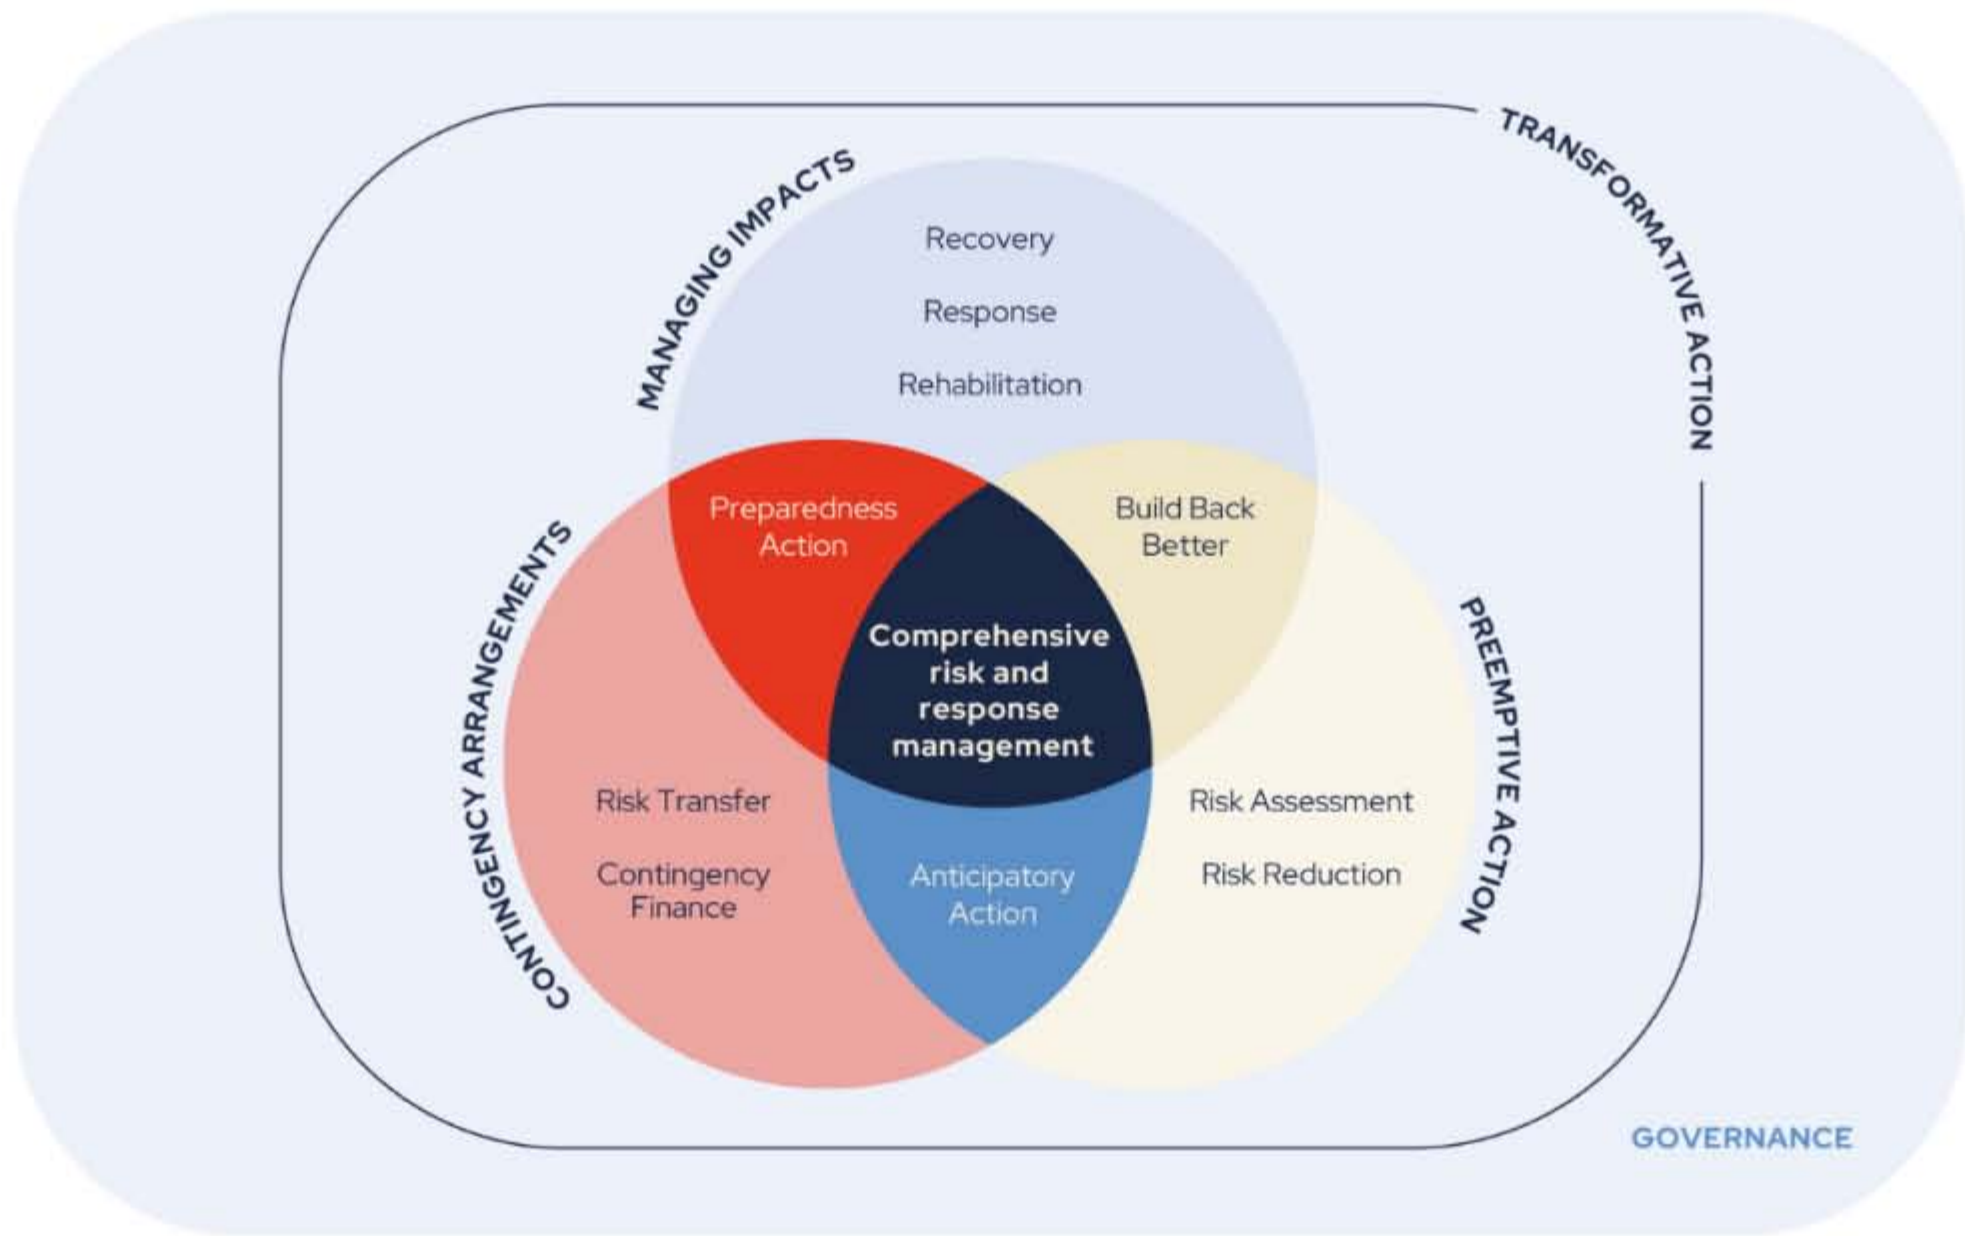 TRANSFORMATIVE ACTION
MANAGING IMPACTS
Recovery
Response
Rehabilitation
Preparedness
Action
Build Back
Better
CONTINGENCY ARRANGEMENTS
PREEMPTIVE ACTION
Comprehensive
risk and
response
management
Risk Transfer
Contingency
Finance
Risk Assessment
Risk Reduction
Anticipatory
Action
GOVERNANCE